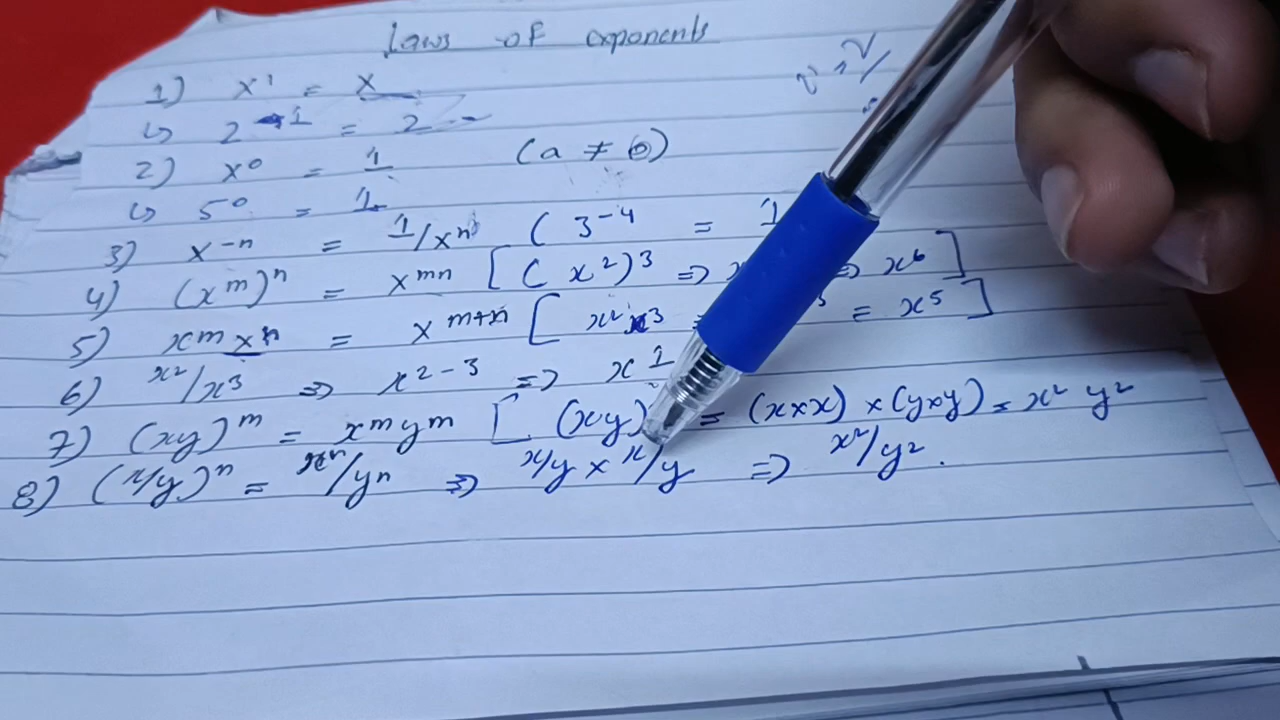 Laws of exponents
1) x¹ = x
↳ 2¹ = 2
2) x⁰ = 1 (a ≠ 0)
↳ 5⁰ = 1
3) x⁻ⁿ = 1/xⁿ ( 3⁻⁴ = 1
4) (xᵐ)ⁿ = xᵐⁿ [ ( x²)³ ⇒ x ⇒ x⁶ ]
5) xᵐ xⁿ = xᵐ⁺ⁿ [ x² x³ = ³ = x⁵ ]
6) x²/x³ ⇒ x²⁻³ ⇒ x¹
7) (xy)ᵐ = xᵐyᵐ [ (xy) = (x×x) × (y×y) = x² y²
8) (x/y)ⁿ = xⁿ/yⁿ ⇒ x/y × x/y ⇒ x²/y².